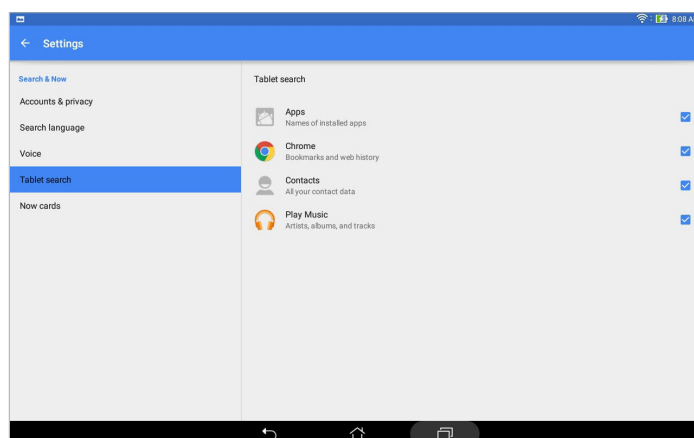 8:08 A
Settings
Search & Now
Accounts & privacy
Search language
Voice
Tablet search
Now cards
Tablet search
Apps
Names of installed apps
Chrome
Bookmarks and web history
Contacts
All your contact data
Play Music
Artists, albums, and tracks